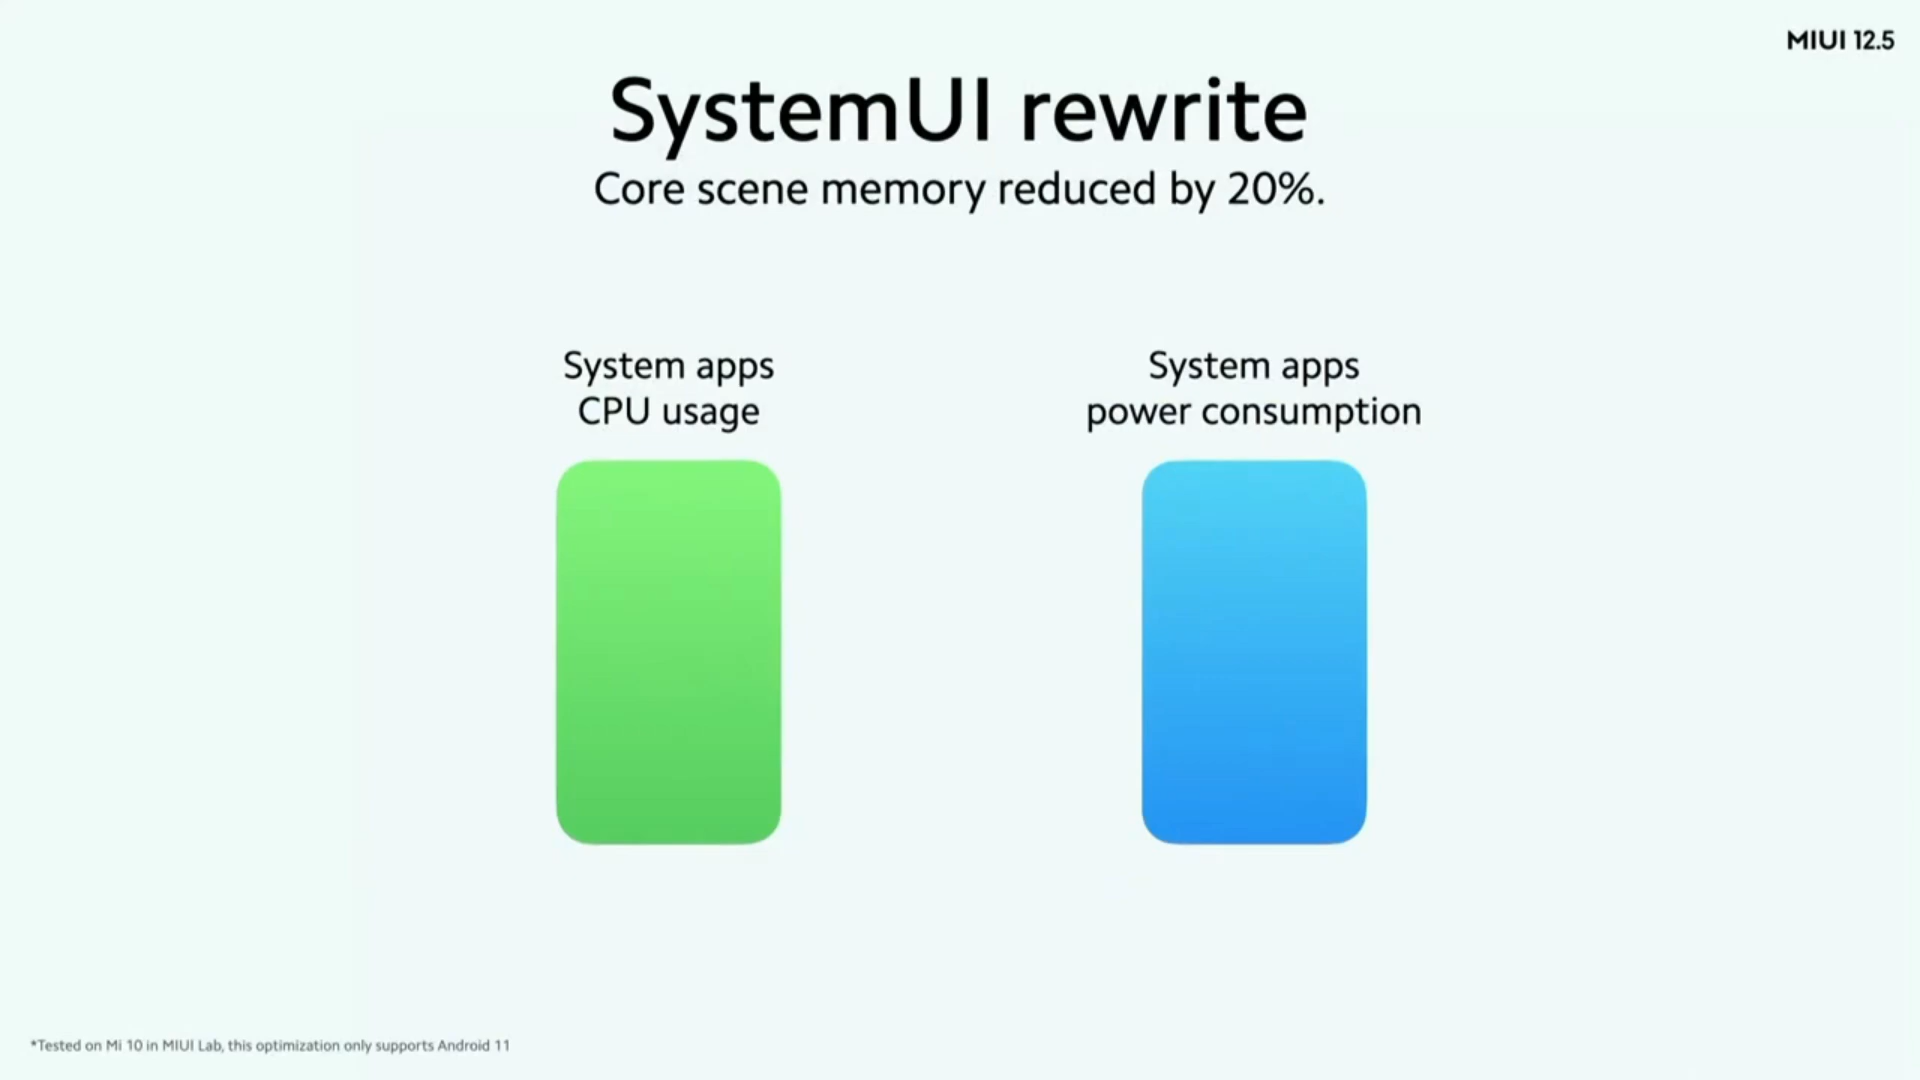 MIUI 12.5
SystemUI rewrite
Core scene memory reduced by 20%.
System apps
CPU usage
System apps
power consumption
*Tested on Mi 10 in MIUI Lab, this optimization only supports Android 11